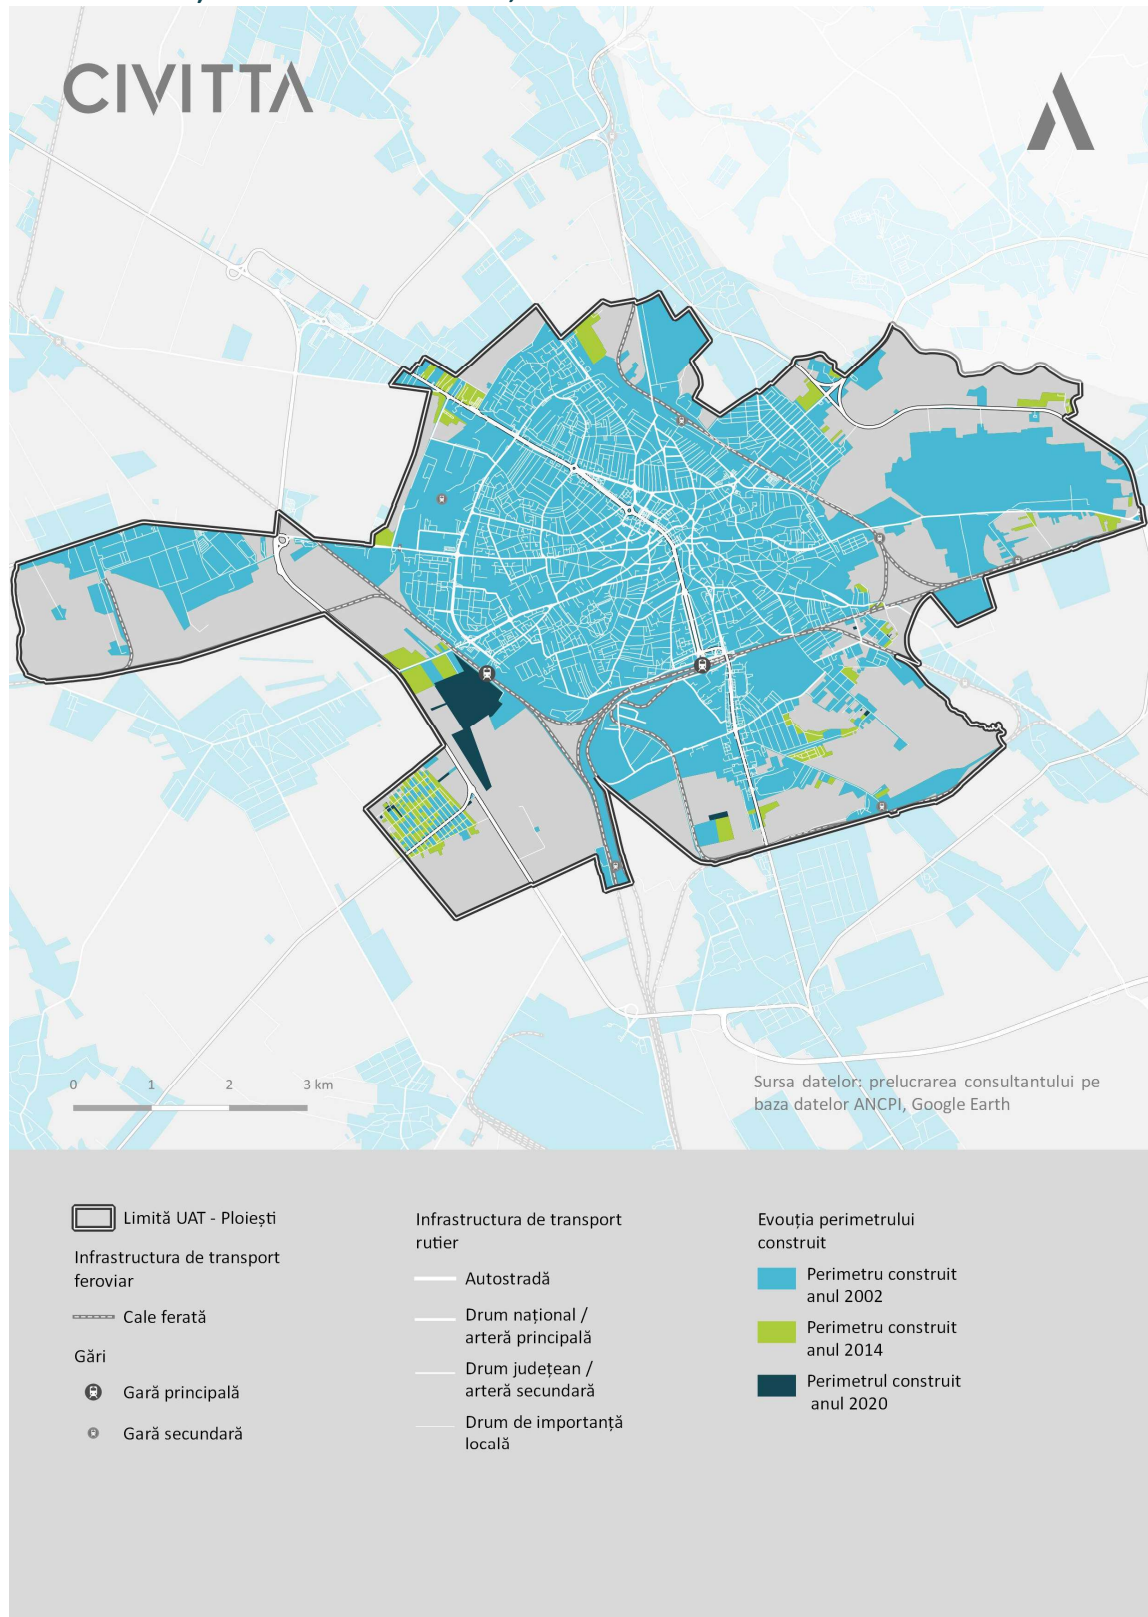 CIVITTA
0 1 2 3 km
Sursa datelor: prelucrarea consultantului pe
baza datelor ANCPI, Google Earth
Limită UAT - Ploiești
Infrastructura de transport
feroviar
Cale ferată
Gări
Gară principală
Gară secundară
Infrastructura de transport
rutier
Autostradă
Drum național /
arteră principală
Drum județean /
arteră secundară
Drum de importanță
locală
Evouția perimetrului
construit
Perimetru construit
anul 2002
Perimetru construit
anul 2014
Perimetrul construit
anul 2020